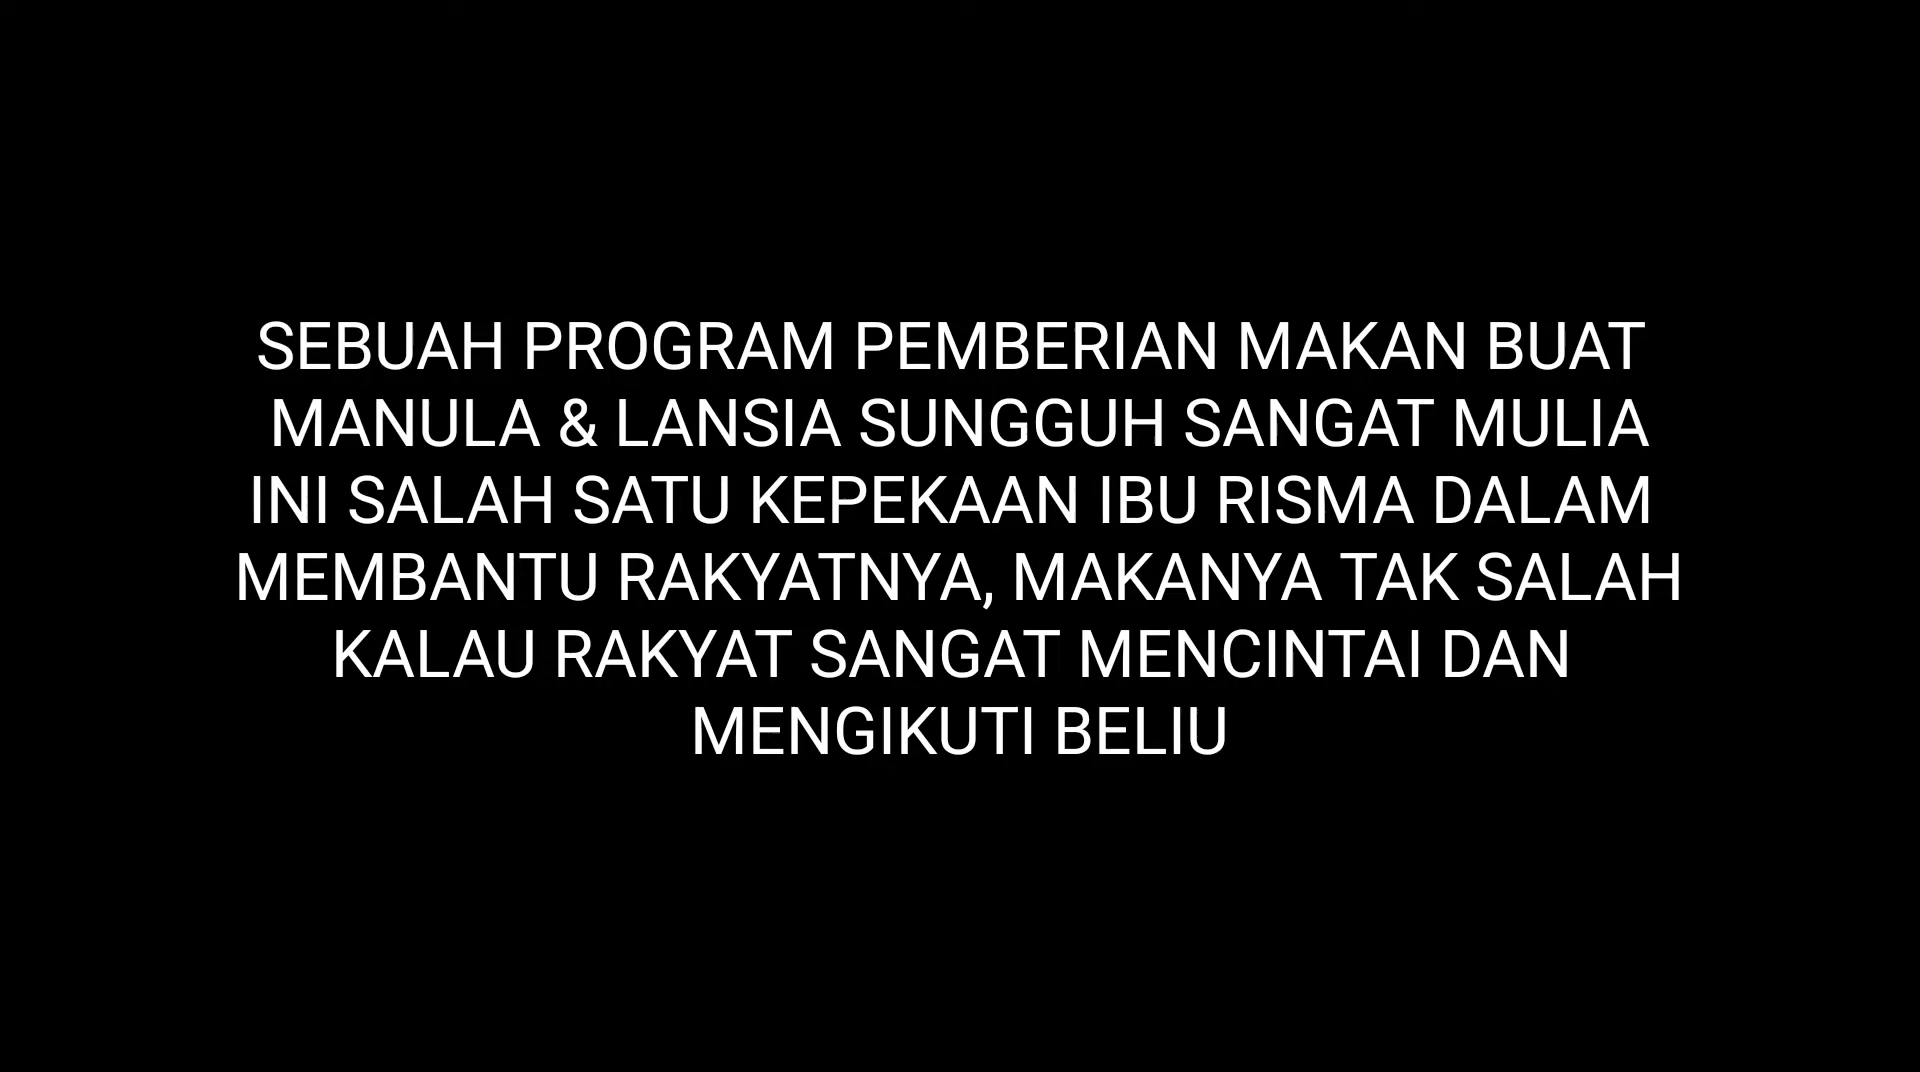 SEBUAH PROGRAM PEMBERIAN MAKAN BUAT
MANULA & LANSIA SUNGGUH SANGAT MULIA
INI SALAH SATU KEPEKAAN IBU RISMA DALAM
MEMBANTU RAKYATNYA, MAKANYA TAK SALAH
KALAU RAKYAT SANGAT MENCINTAI DAN
MENGIKUTI BELIU